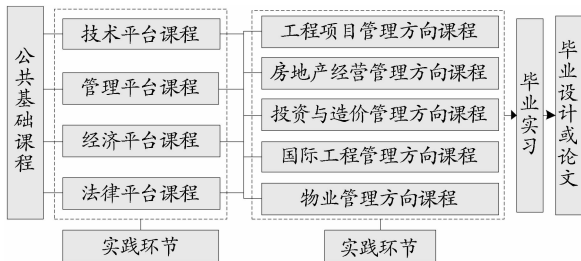 公共基础课程
技术平台课程
管理平台课程
经济平台课程
法律平台课程
实践环节
工程项目管理方向课程
房地产经营管理方向课程
投资与造价管理方向课程
国际工程管理方向课程
物业管理方向课程
实践环节
毕业实习
毕业设计或论文